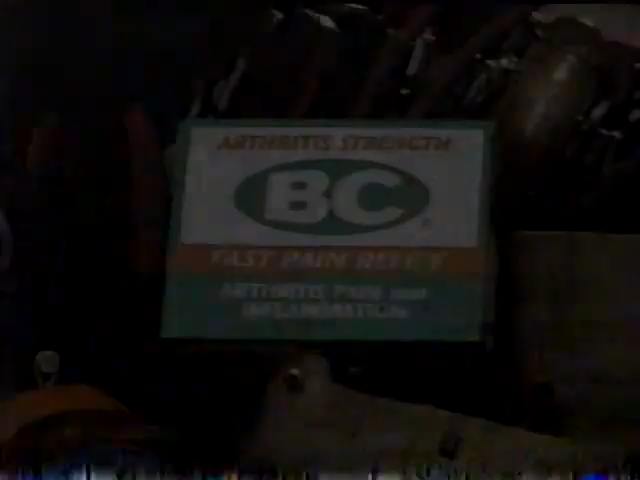 ARTHRITIS STRENGTH
BC
FAST PAIN RELIEF
ARTHRITIS PAIN AND
INFLAMMATION